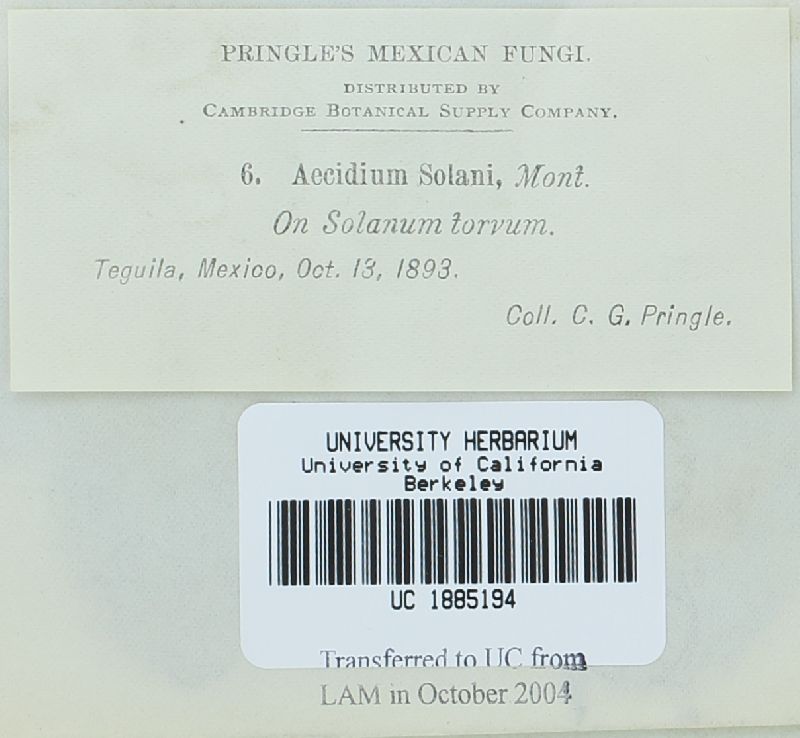 PRINGLE'S MEXICAN FUNGI.
DISTRIBUTED BY
CAMBRIDGE BOTANICAL SUPPLY COMPANY.
6. Aecidium Solani, Mont.
On Solanum torvum.
Teguila, Mexico, Oct. 13, 1893.
Coll. C. G. Pringle.
UNIVERSITY HERBARIUM
University of California
Berkeley
UC 1885194
Transferred to UC from
LAM in October 2004